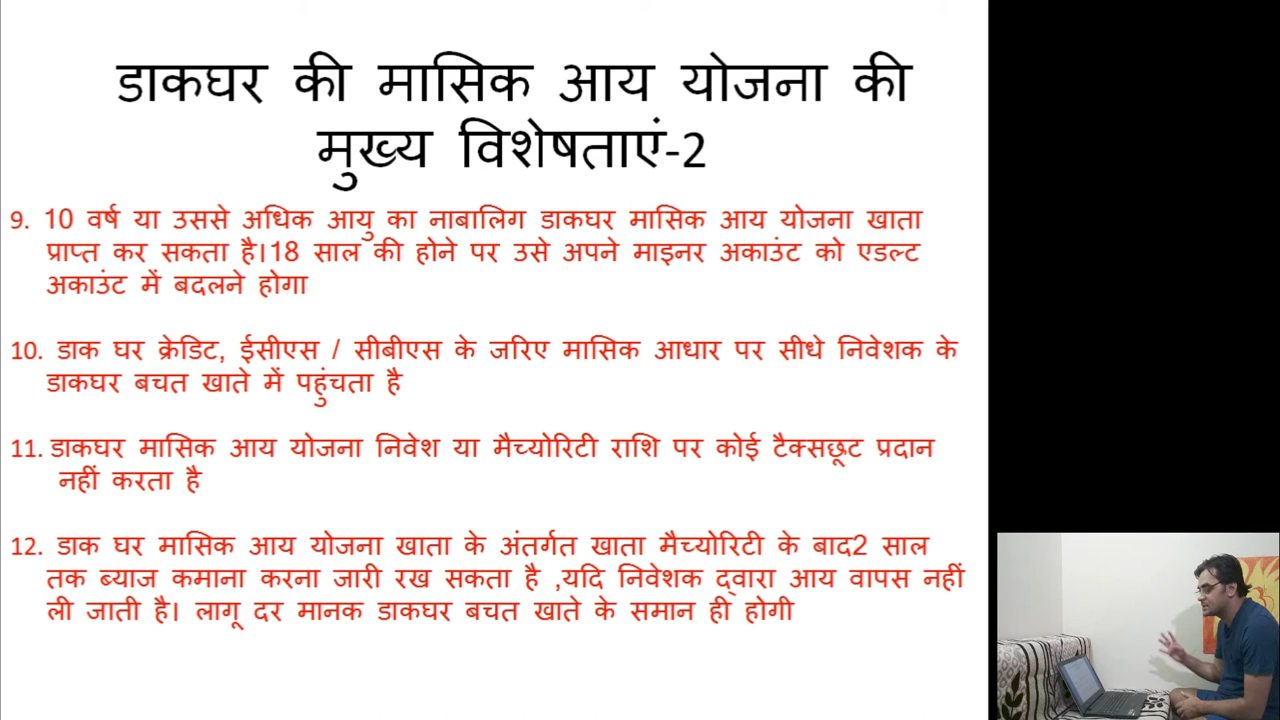 डाकघर की मासिक आय योजना की
मुख्य विशेषताएं-2
9. 10 वर्ष या उससे अधिक आयु का नाबालिग डाकघर मासिक आय योजना खाता
प्राप्त कर सकता है।18 साल की होने पर उसे अपने माइनर अकाउंट को एडल्ट
अकाउंट में बदलने होगा
10. डाक घर क्रेडिट, ईसीएस / सीबीएस के जरिए मासिक आधार पर सीधे निवेशक के
डाकघर बचत खाते में पहुंचता है
11. डाकघर मासिक आय योजना निवेश या मैच्योरिटी राशि पर कोई टैक्सछूट प्रदान
नहीं करता है
12. डाक घर मासिक आय योजना खाता के अंतर्गत खाता मैच्योरिटी के बाद2 साल
तक ब्याज कमाना करना जारी रख सकता है ,यदि निवेशक द्वारा आय वापस नहीं
ली जाती है। लागू दर मानक डाकघर बचत खाते के समान ही होगी